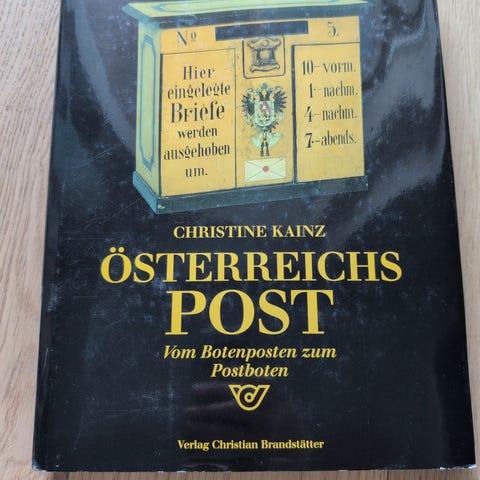 Nº 5.
Hier
eingelegte
Briefe
werden
ausgehoben
um.
10-vorm.
1-nachm.
4-nachm.
7-abends.
CHRISTINE KAINZ
ÖSTERREICHS
POST
Vom Botenposten zum
Postboten
Verlag Christian Brandstätter